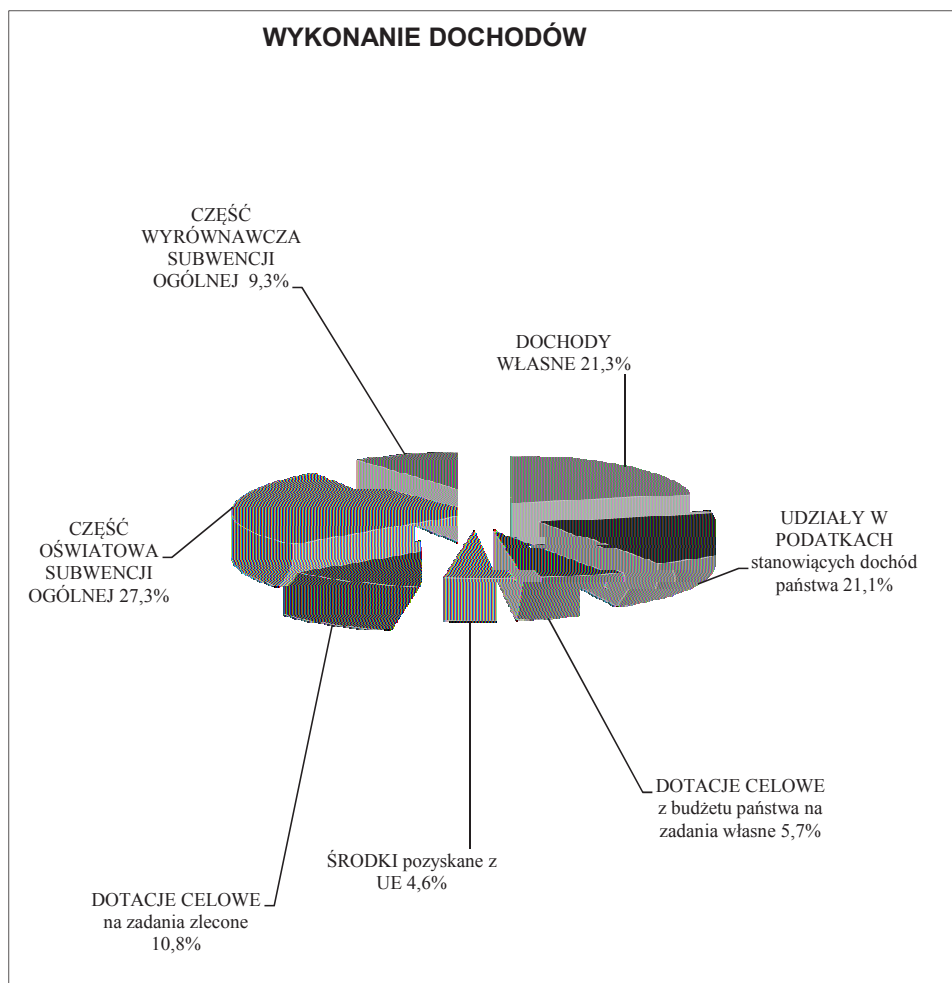 WYKONANIE DOCHODÓW
CZĘŚĆ
WYRÓWNAWCZA
SUBWENCJI
OGÓLNEJ 9,3%
DOCHODY
WŁASNE 21,3%
CZĘŚĆ
OŚWIATOWA
SUBWENCJI
OGÓLNEJ 27,3%
UDZIAŁY W
PODATKACH
stanowiących dochód
państwa 21,1%
DOTACJE CELOWE
z budżetu państwa na
zadania własne 5,7%
ŚRODKI pozyskane z
UE 4,6%
DOTACJE CELOWE
na zadania zlecone
10,8%